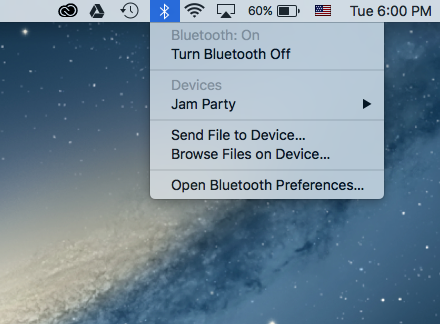 60% Tue 6:00 PM
Bluetooth: On
Turn Bluetooth Off
Devices
Jam Party
Send File to Device...
Browse Files on Device...
Open Bluetooth Preferences...